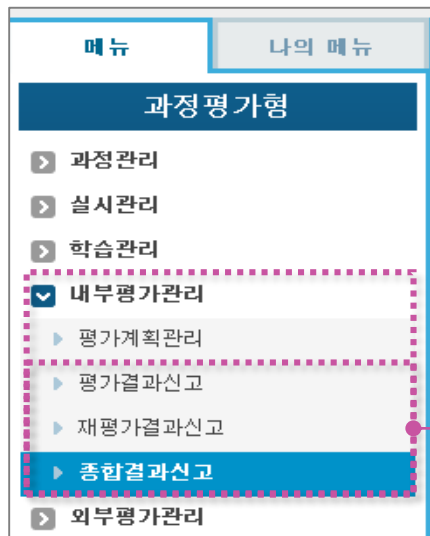 메뉴
나의 메뉴
과정평가형
과정관리
실시관리
학습관리
내부평가관리
평가계획관리
평가결과신고
재평가결과신고
종합결과신고
외부평가관리